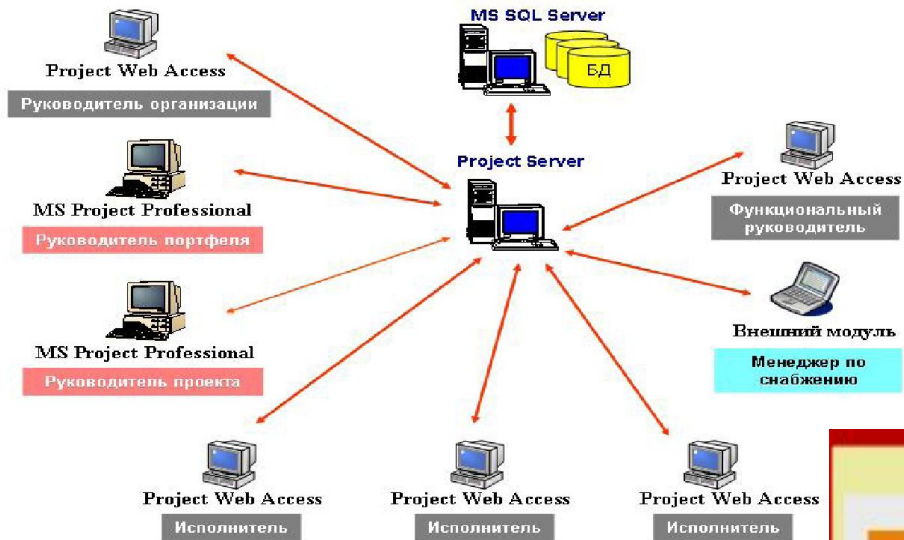 MS SQL Server
БД
Project Web Access
Руководитель организации
Project Server
Project Web Access
Функциональный
руководитель
MS Project Professional
Руководитель портфеля
MS Project Professional
Руководитель проекта
Внешний модуль
Менеджер по
снабжению
Project Web Access
Исполнитель
Project Web Access
Исполнитель
Project Web Access
Исполнитель